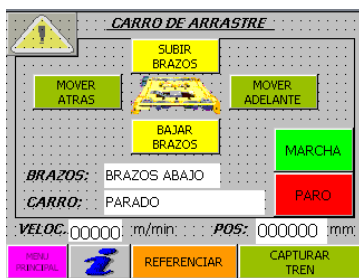 CARRO DE ARRASTRE
SUBIR
BRAZOS
MOVER
ATRAS
MOVER
ADELANTE
BAJAR
BRAZOS
MARCHA
BRAZOS: BRAZOS ABAJO
CARRO: PARADO
PARO
VELOC. 00000 m/min POS: 000000 mm
MENU
PRINCIPAL
REFERENCIAR
CAPTURAR
TREN